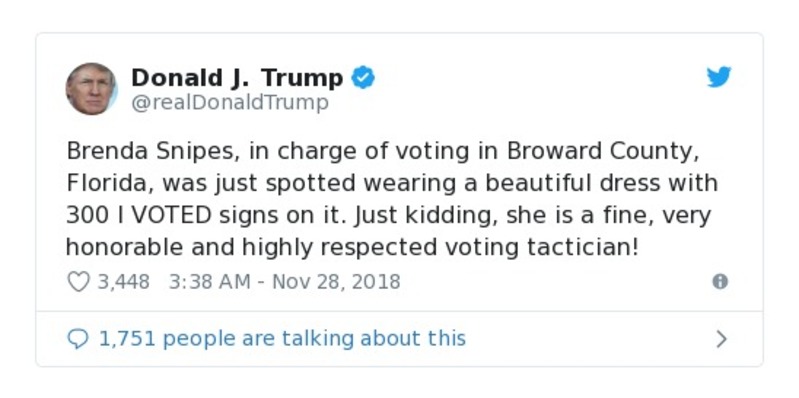 Donald J. Trump
@realDonaldTrump
Brenda Snipes, in charge of voting in Broward County,
Florida, was just spotted wearing a beautiful dress with
300 I VOTED signs on it. Just kidding, she is a fine, very
honorable and highly respected voting tactician!
3,448 3:38 AM - Nov 28, 2018
1,751 people are talking about this